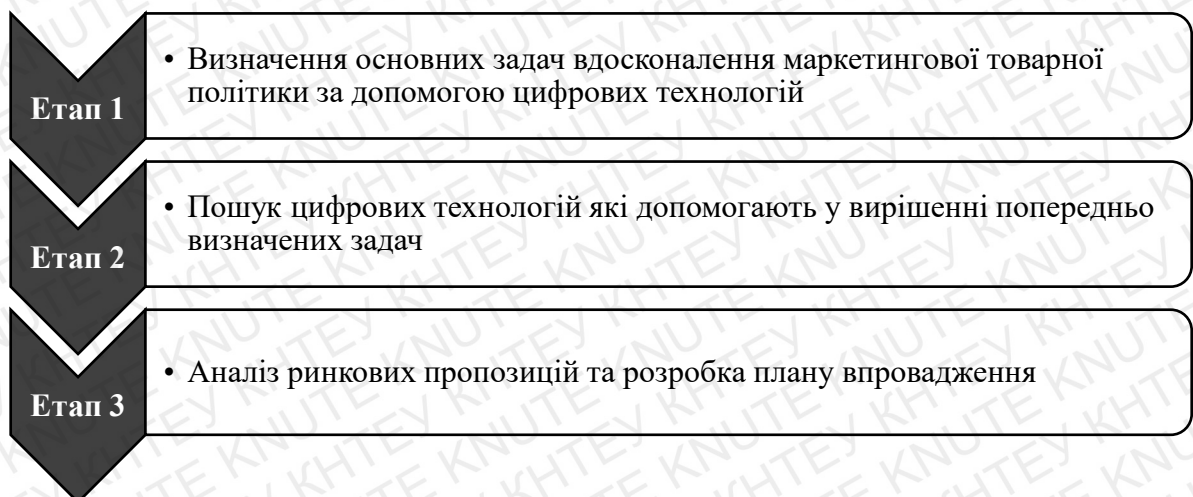 Етап 1
• Визначення основних задач вдосконалення маркетингової товарної
політики за допомогою цифрових технологій
Етап 2
• Пошук цифрових технологій які допомагають у вирішенні попередньо
визначених задач
Етап 3
• Аналіз ринкових пропозицій та розробка плану впровадження